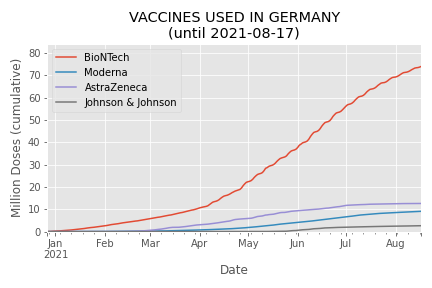 VACCINES USED IN GERMANY
(until 2021-08-17)
BioNTech
Moderna
AstraZeneca
Johnson & Johnson
Million Doses (cumulative)
80
70
60
50
40
30
20
10
0
Jan Feb Mar Apr May Jun Jul Aug
2021
Date